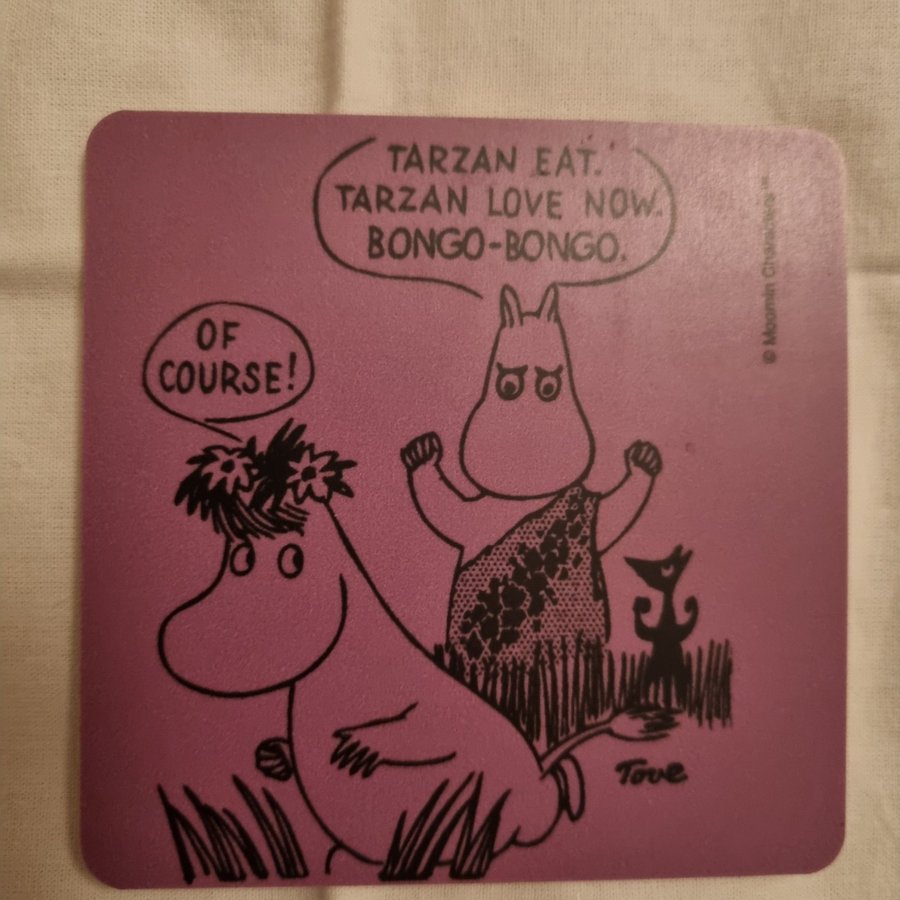 TARZAN EAT.
TARZAN LOVE NOW.
BONGO-BONGO.
OF
COURSE!
© Moomin Characters™
Tove